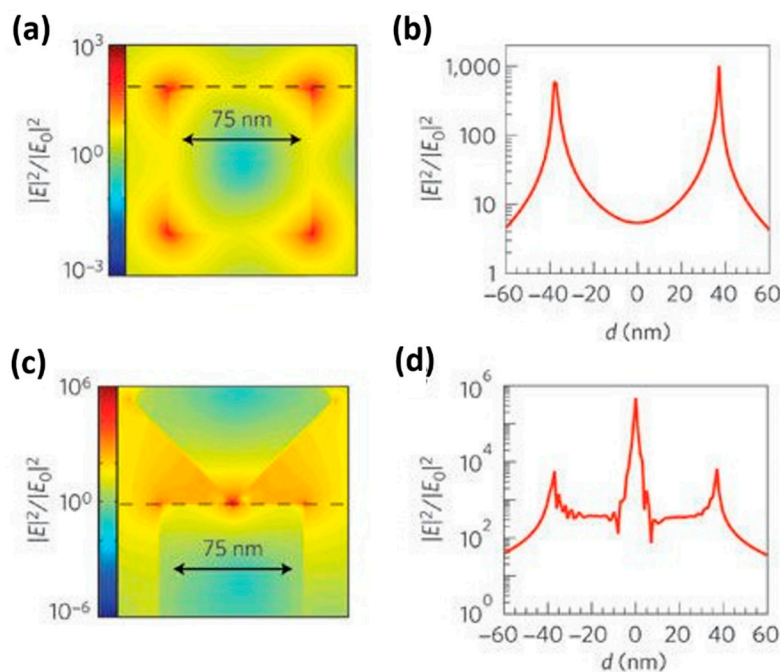 (a)
10³
10⁰
10⁻³
|E|²/|E₀|²
75 nm
(b)
|E|²/|E₀|²
1,000
100
10
1
−60 −40 −20 0 20 40 60
d (nm)
(c)
10⁶
10⁰
10⁻⁶
|E|²/|E₀|²
75 nm
(d)
|E|²/|E₀|²
10⁶
10⁴
10²
10⁰
−60 −40 −20 0 20 40 60
d (nm)